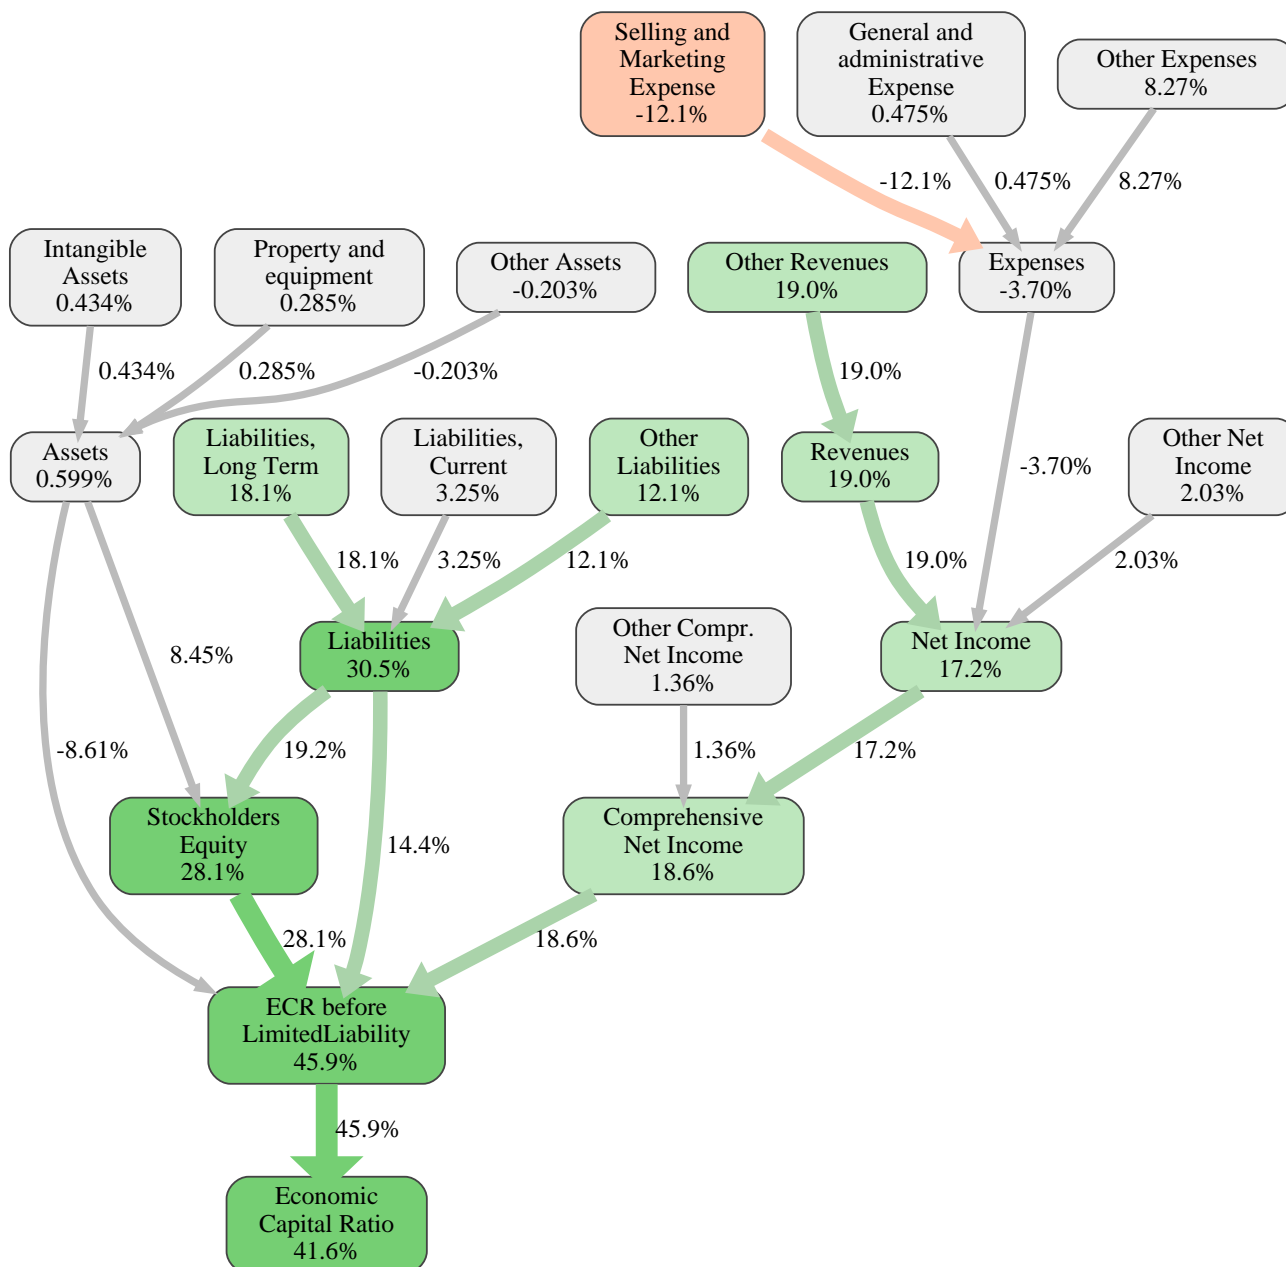 Selling and
Marketing
Expense
-12.1%
General and
administrative
Expense
0.475%
Other Expenses
8.27%
-12.1%
0.475%
8.27%
Intangible
Assets
0.434%
Property and
equipment
0.285%
Other Assets
-0.203%
Other Revenues
19.0%
Expenses
-3.70%
0.434%
0.285%
-0.203%
19.0%
Assets
0.599%
Liabilities,
Long Term
18.1%
Liabilities,
Current
3.25%
Other
Liabilities
12.1%
Revenues
19.0%
-3.70%
Other Net
Income
2.03%
18.1%
3.25%
12.1%
19.0%
2.03%
8.45%
Liabilities
30.5%
Other Compr.
Net Income
1.36%
Net Income
17.2%
-8.61%
19.2%
1.36%
17.2%
Stockholders
Equity
28.1%
14.4%
Comprehensive
Net Income
18.6%
28.1%
18.6%
ECR before
LimitedLiability
45.9%
45.9%
Economic
Capital Ratio
41.6%